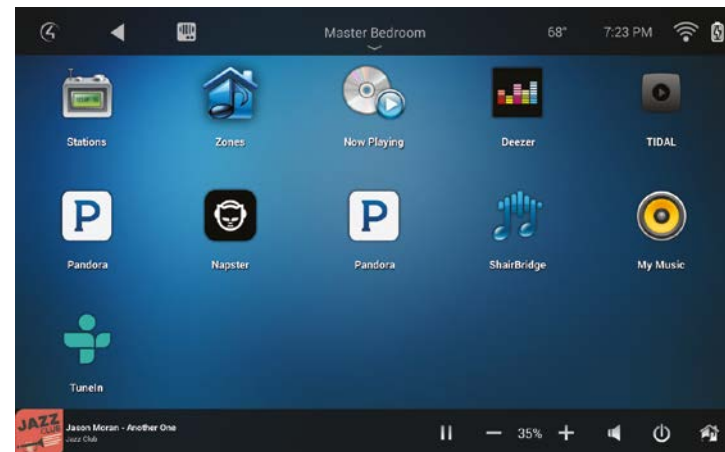 Master Bedroom
68°
7:23 PM
Stations
Zones
Now Playing
Deezer
TIDAL
P
P
Pandora
Napster
Pandora
ShairBridge
My Music
TuneIn
JAZZ
CLUB
Jason Moran - Another One
Jazz Club
35%